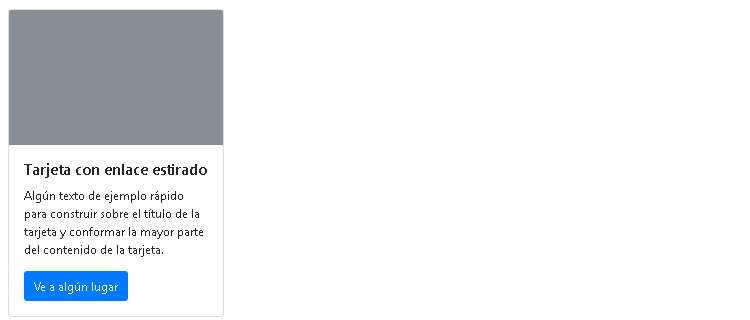 Tarjeta con enlace estirado
Algún texto de ejemplo rápido
para construir sobre el título de la
tarjeta y conformar la mayor parte
del contenido de la tarjeta.
Ve a algún lugar